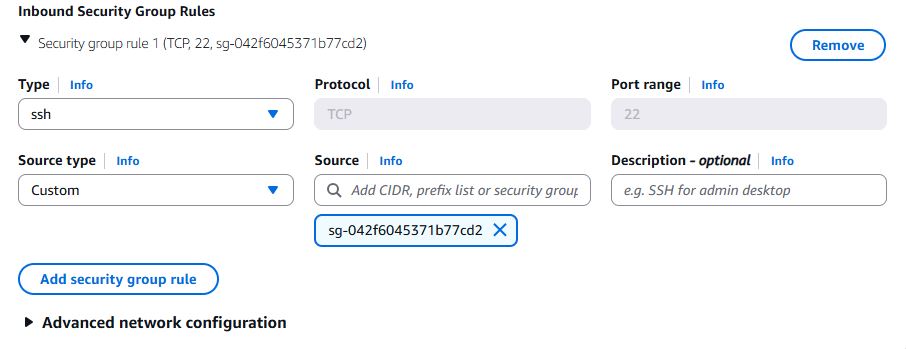 Inbound Security Group Rules
Security group rule 1 (TCP, 22, sg-042f6045371b77cd2)
Remove
Type Info Protocol Info Port range Info
ssh TCP 22
Source type Info Source Info Description - optional Info
Custom Add CIDR, prefix list or security group e.g. SSH for admin desktop
sg-042f6045371b77cd2
Add security group rule
Advanced network configuration